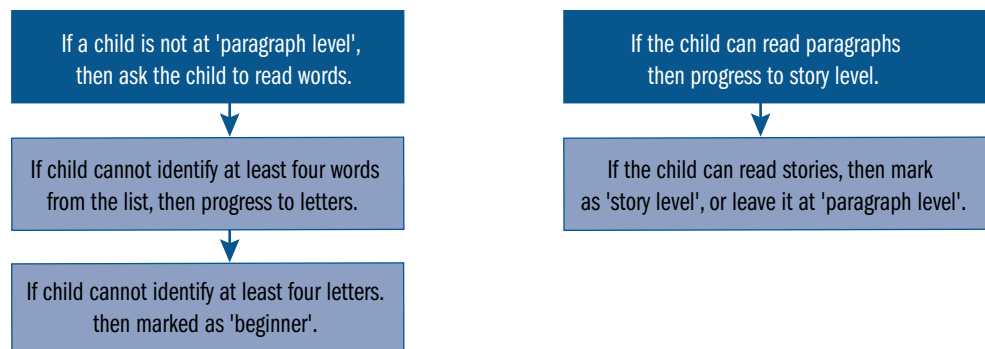 If a child is not at 'paragraph level',
then ask the child to read words.
If child cannot identify at least four words
from the list, then progress to letters.
If child cannot identify at least four letters.
then marked as 'beginner'.
If the child can read paragraphs
then progress to story level.
If the child can read stories, then mark
as 'story level', or leave it at 'paragraph level'.